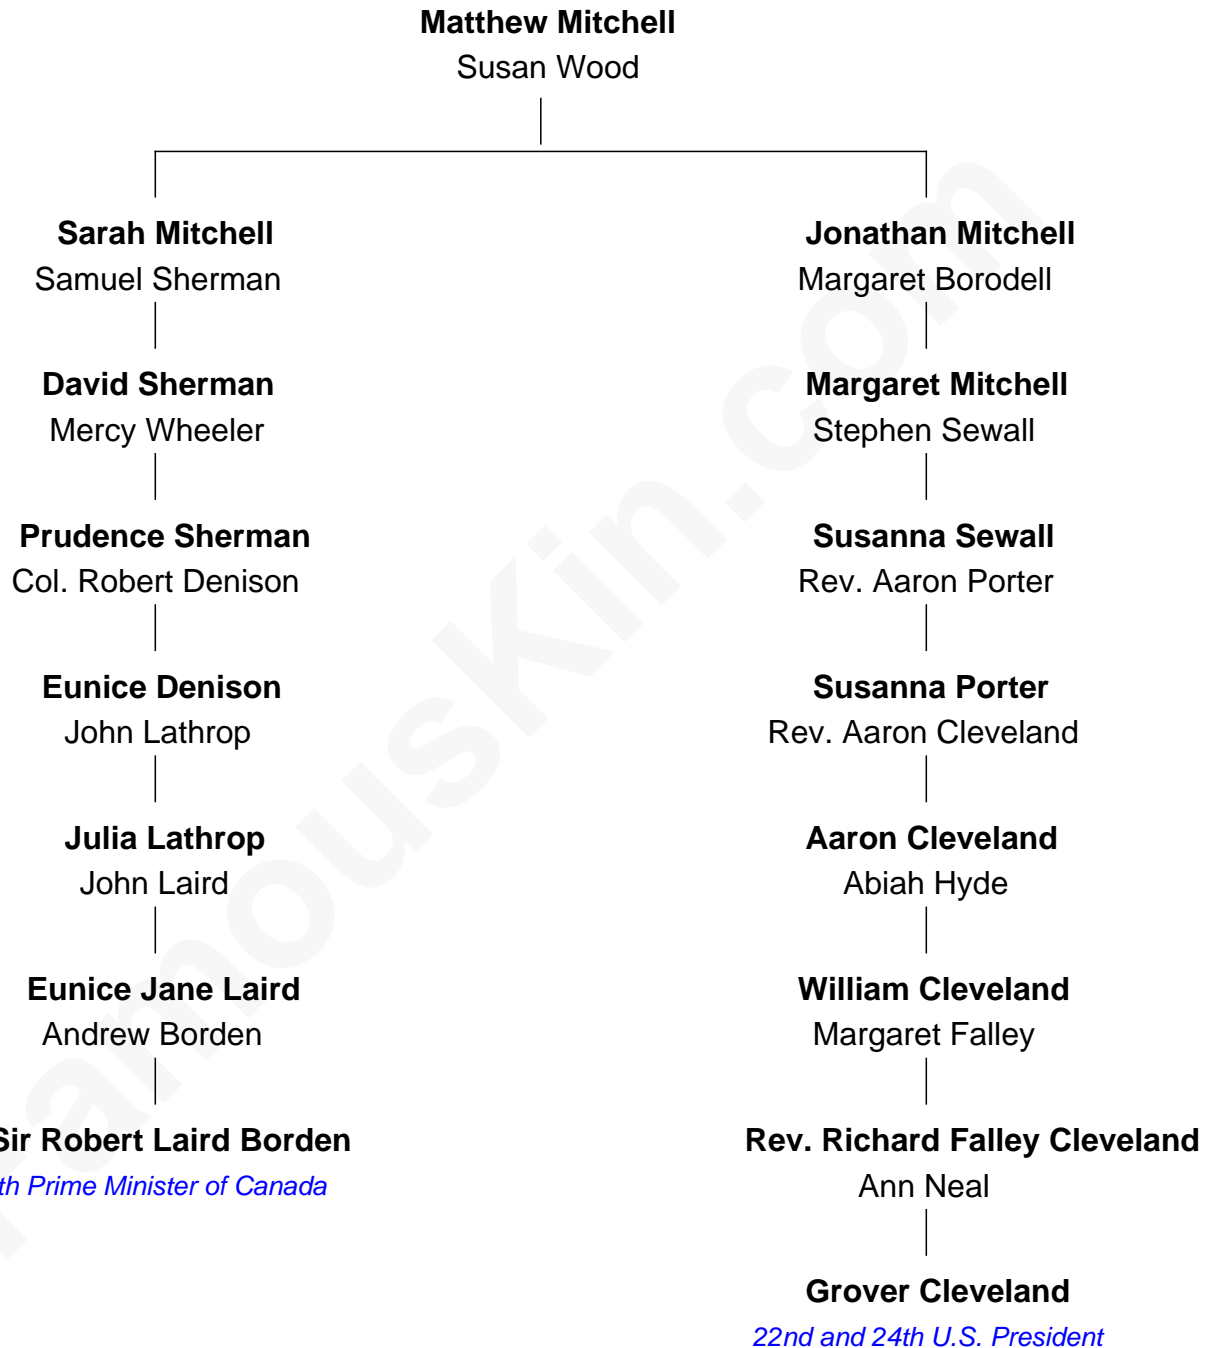 Matthew Mitchell
Susan Wood
Sarah Mitchell
Samuel Sherman
Jonathan Mitchell
Margaret Borodell
David Sherman
Mercy Wheeler
Margaret Mitchell
Stephen Sewall
Prudence Sherman
Col. Robert Denison
Susanna Sewall
Rev. Aaron Porter
Eunice Denison
John Lathrop
Susanna Porter
Rev. Aaron Cleveland
Julia Lathrop
John Laird
Aaron Cleveland
Abiah Hyde
Eunice Jane Laird
Andrew Borden
William Cleveland
Margaret Falley
Sir Robert Laird Borden
th Prime Minister of Canada
Rev. Richard Falley Cleveland
Ann Neal
Grover Cleveland
22nd and 24th U.S. President
FamousKin.com